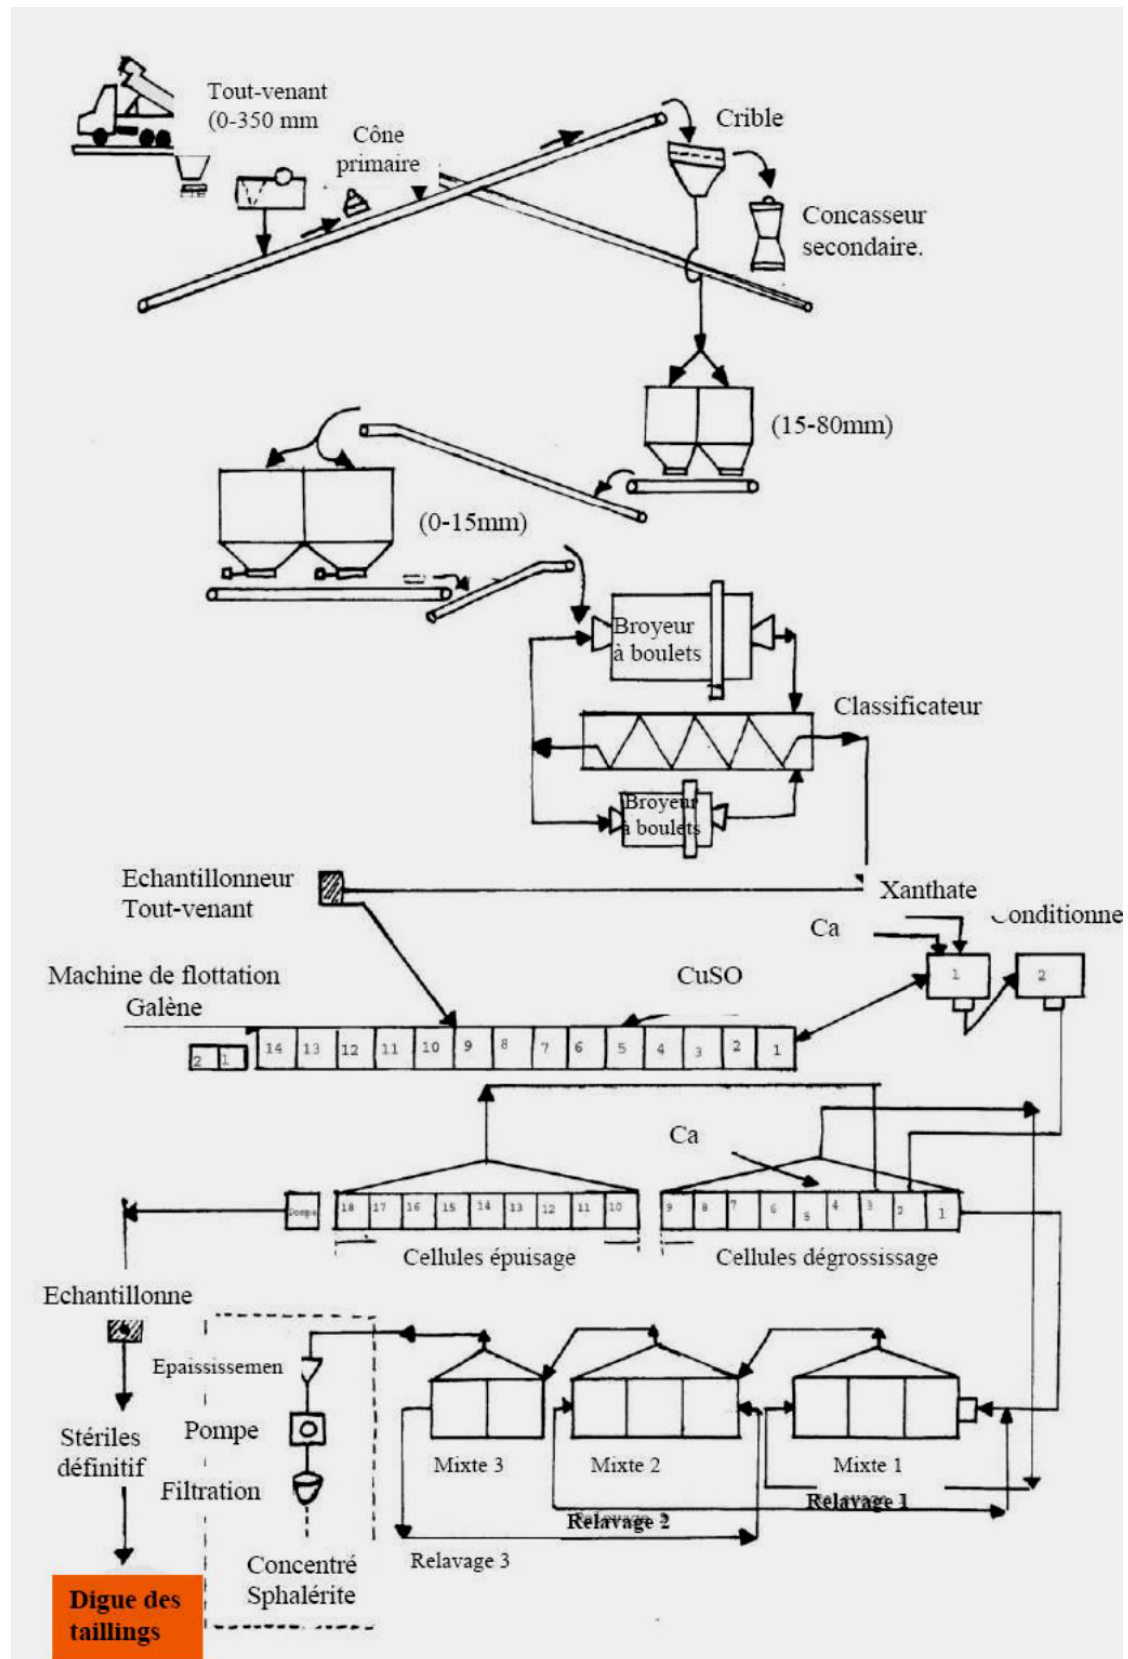 Tout-venant
(0-350 mm
Cône
primaire
Crible
Concasseur
secondaire.
(15-80mm)
(0-15mm)
Broyeur
à boulets
Classificateur
Broyeur
à boulets
Echantillonneur
Tout-venant
Xanthate
Conditionne
Ca
Machine de flottation
Galène
CuSO
1
2
2 1
14 13 12 11 10 9 8 7 6 5 4 3 2 1
Ca
Pompe
18 17 16 15 14 13 12 11 10
9 8 7 6 5 4 3 2 1
Cellules épuisage
Cellules dégrossissage
Echantillonne
Epaississemen
Stériles
définitif
Pompe
Filtration
Mixte 3
Mixte 2
Mixte 1
Relavage 1
Relavage 2
Relavage 3
Concentré
Sphalérite
Digue des
taillings